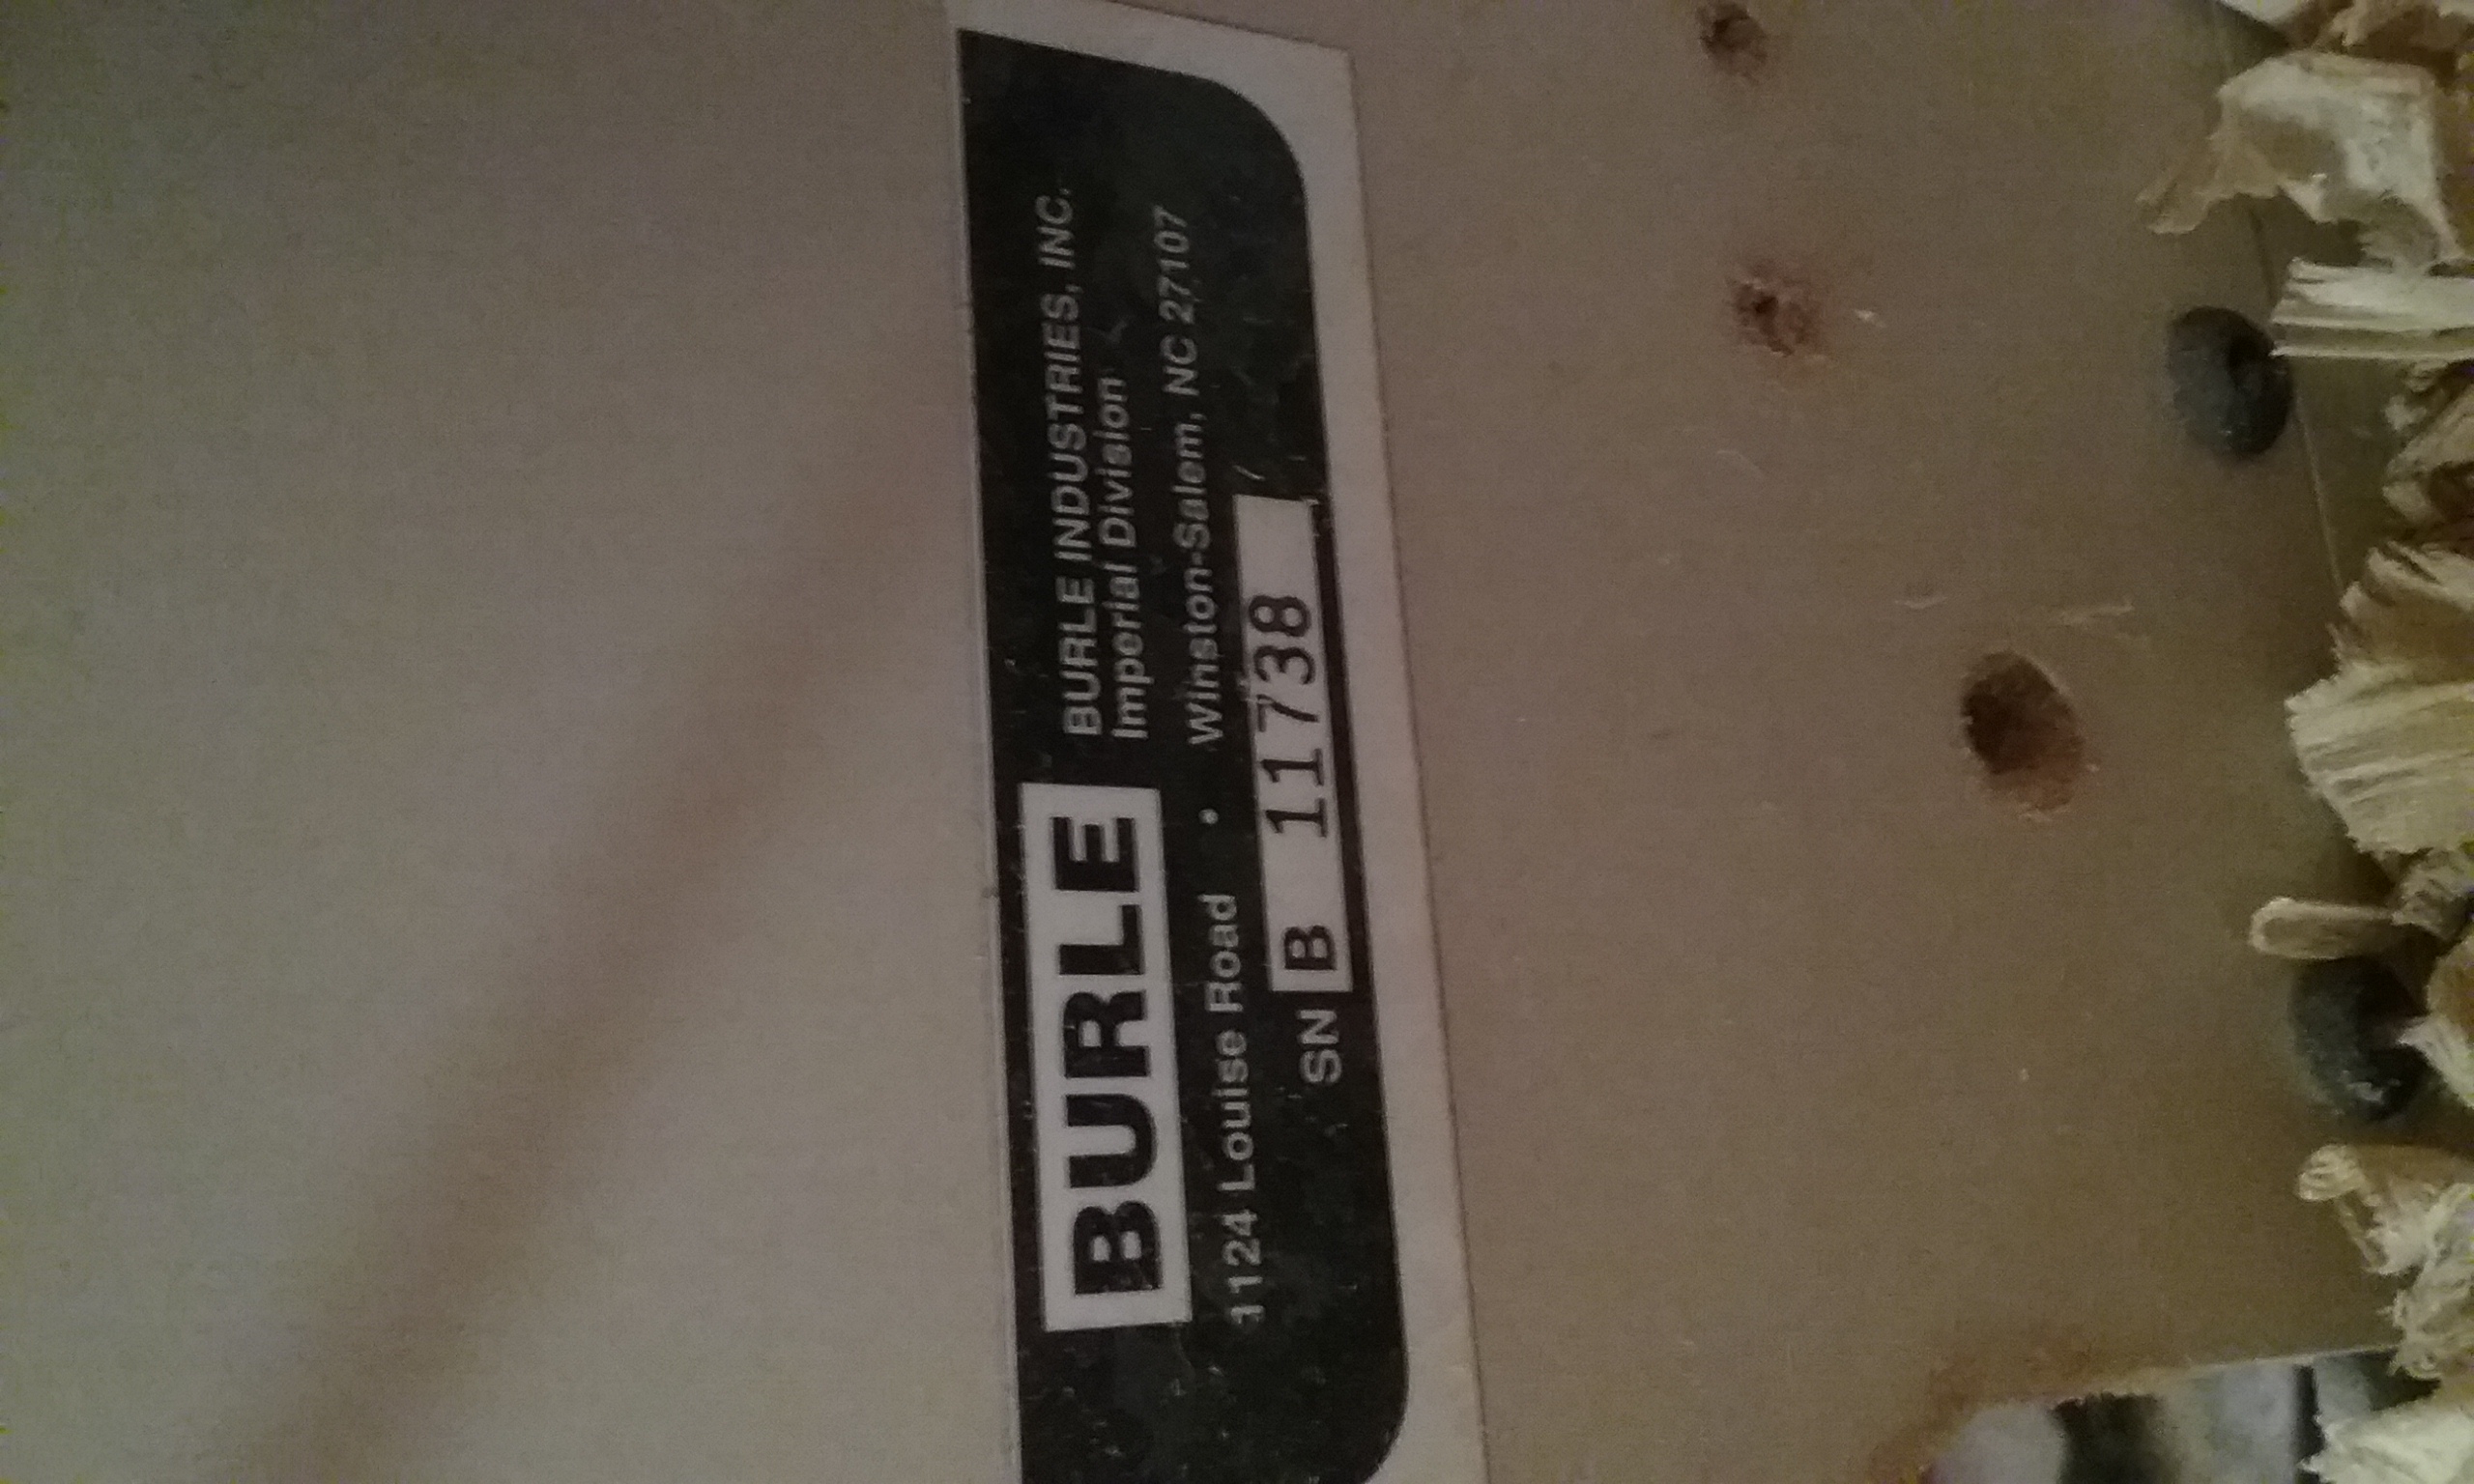 BURLE
BURLE INDUSTRIES, INC.
Imperial Division
1124 Louise Road • Winston-Salem, NC 27107
SN B 11738